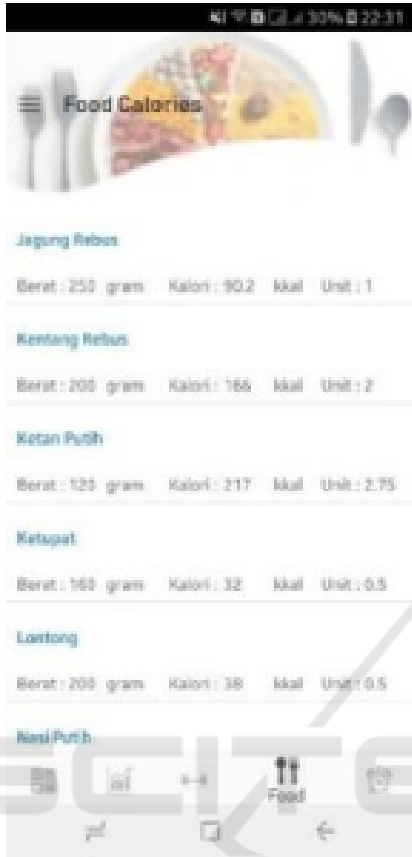 30% 22:31
Food Calories
Jagung Rebus
Berat : 250 gram Kalori : 90.2 kkal Unit : 1
Kentang Rebus
Berat : 200 gram Kalori : 166 kkal Unit : 2
Ketan Putih
Berat : 120 gram Kalori : 217 kkal Unit : 2.75
Ketupat
Berat : 160 gram Kalori : 32 kkal Unit : 0.5
Lontong
Berat : 200 gram Kalori : 38 kkal Unit : 0.5
Nasi Putih
Food